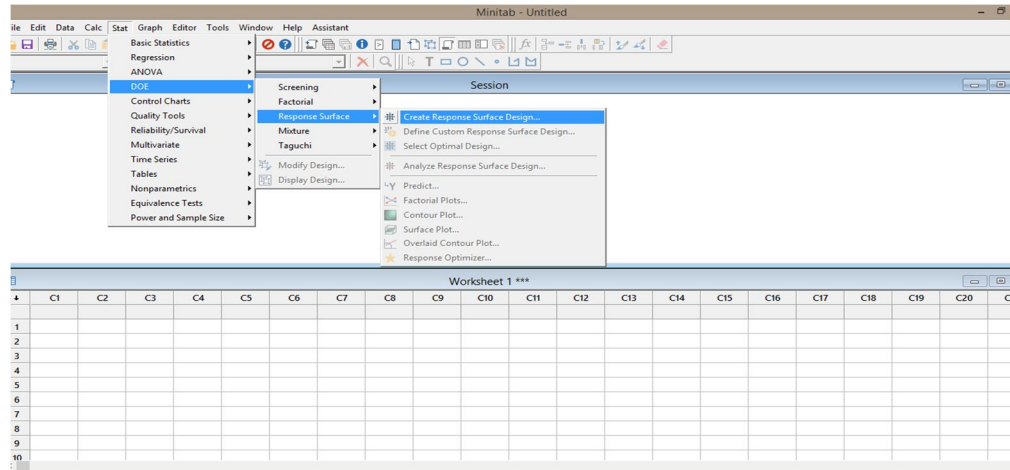 Minitab - Untitled
ile Edit Data Calc Stat Graph Editor Tools Window Help Assistant
Basic Statistics
Regression
ANOVA
DOE
Control Charts
Quality Tools
Reliability/Survival
Multivariate
Time Series
Tables
Nonparametrics
Equivalence Tests
Power and Sample Size
Screening
Factorial
Response Surface
Mixture
Taguchi
Modify Design...
Display Design...
Create Response Surface Design...
Define Custom Response Surface Design...
Select Optimal Design...
Analyze Response Surface Design...
Predict...
Factorial Plots...
Contour Plot...
Surface Plot...
Overlaid Contour Plot...
Response Optimizer...
Session
Worksheet 1 ***
C1 C2 C3 C4 C5 C6 C7 C8 C9 C10 C11 C12 C13 C14 C15 C16 C17 C18 C19 C20 C
1
2
3
4
5
6
7
8
9
10